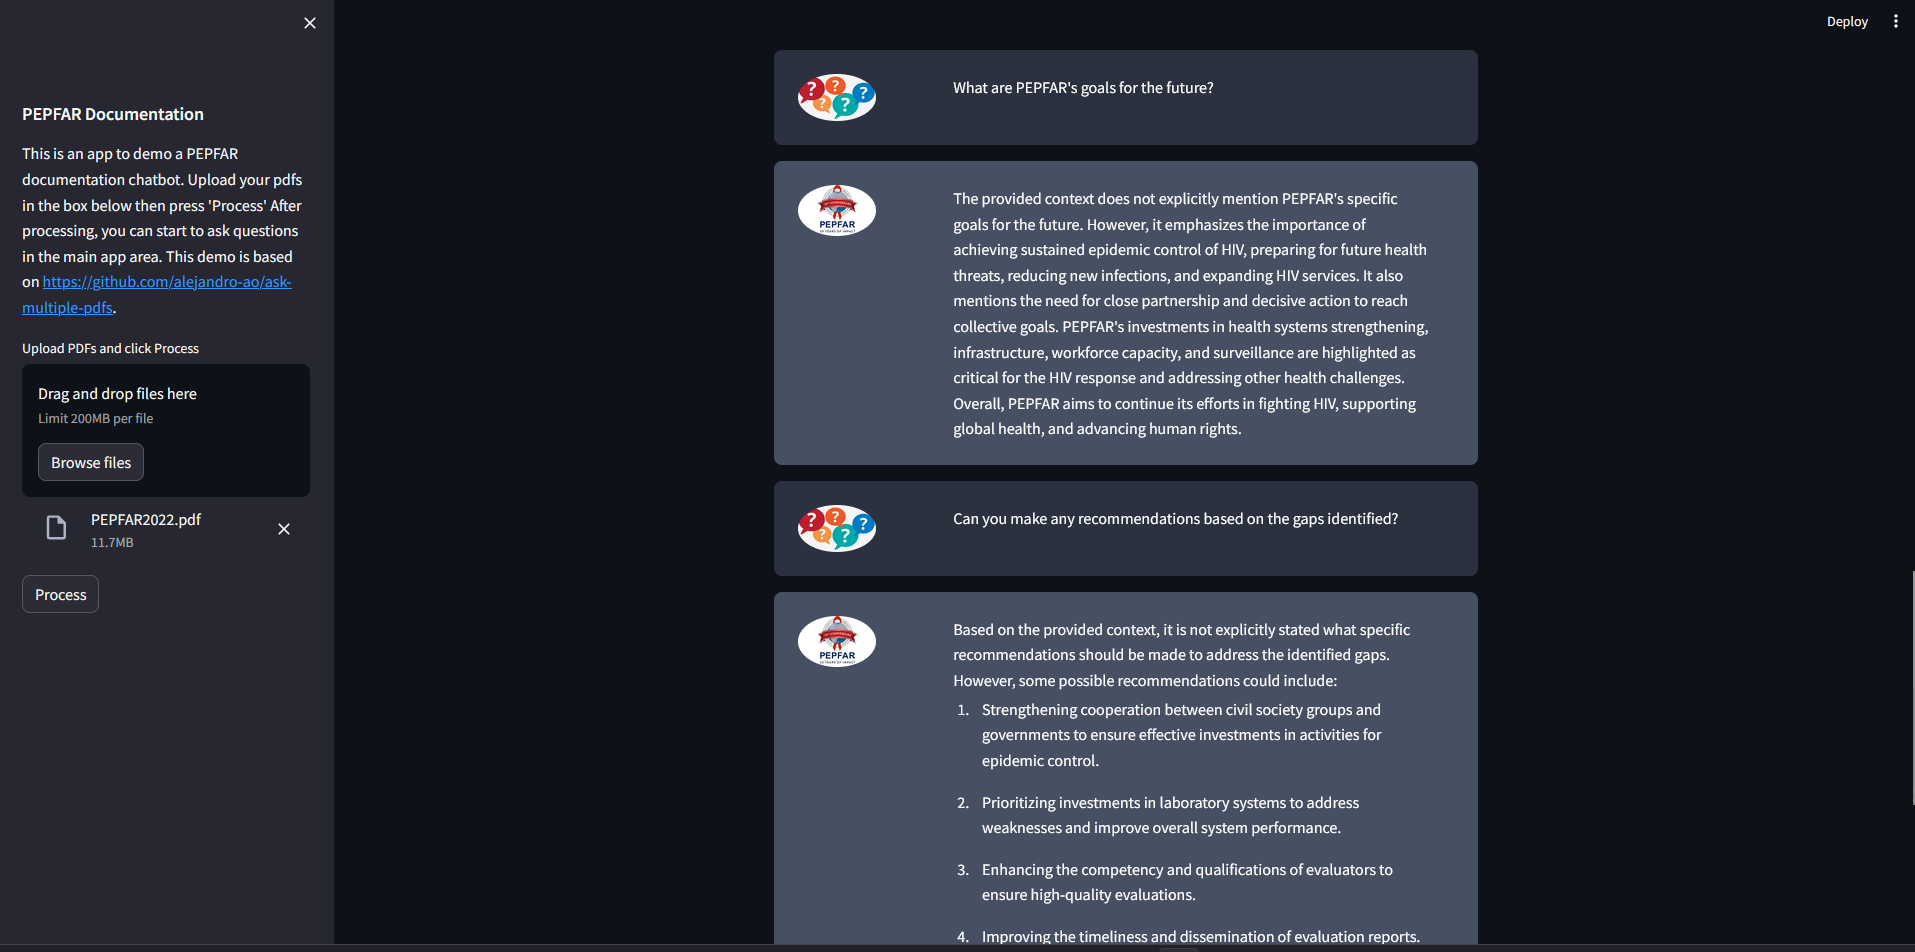 Deploy
PEPFAR Documentation
This is an app to demo a PEPFAR
documentation chatbot. Upload your pdfs
in the box below then press 'Process' After
processing, you can start to ask questions
in the main app area. This demo is based
on https://github.com/alejandro-ao/ask-
multiple-pdfs.
Upload PDFs and click Process
Drag and drop files here
Limit 200MB per file
Browse files
PEPFAR2022.pdf
11.7MB
Process
What are PEPFAR's goals for the future?
PEPFAR
The provided context does not explicitly mention PEPFAR's specific
goals for the future. However, it emphasizes the importance of
achieving sustained epidemic control of HIV, preparing for future health
threats, reducing new infections, and expanding HIV services. It also
mentions the need for close partnership and decisive action to reach
collective goals. PEPFAR's investments in health systems strengthening,
infrastructure, workforce capacity, and surveillance are highlighted as
critical for the HIV response and addressing other health challenges.
Overall, PEPFAR aims to continue its efforts in fighting HIV, supporting
global health, and advancing human rights.
Can you make any recommendations based on the gaps identified?
PEPFAR
Based on the provided context, it is not explicitly stated what specific
recommendations should be made to address the identified gaps.
However, some possible recommendations could include:
1. Strengthening cooperation between civil society groups and
governments to ensure effective investments in activities for
epidemic control.
2. Prioritizing investments in laboratory systems to address
weaknesses and improve overall system performance.
3. Enhancing the competency and qualifications of evaluators to
ensure high-quality evaluations.
4. Improving the timeliness and dissemination of evaluation reports.